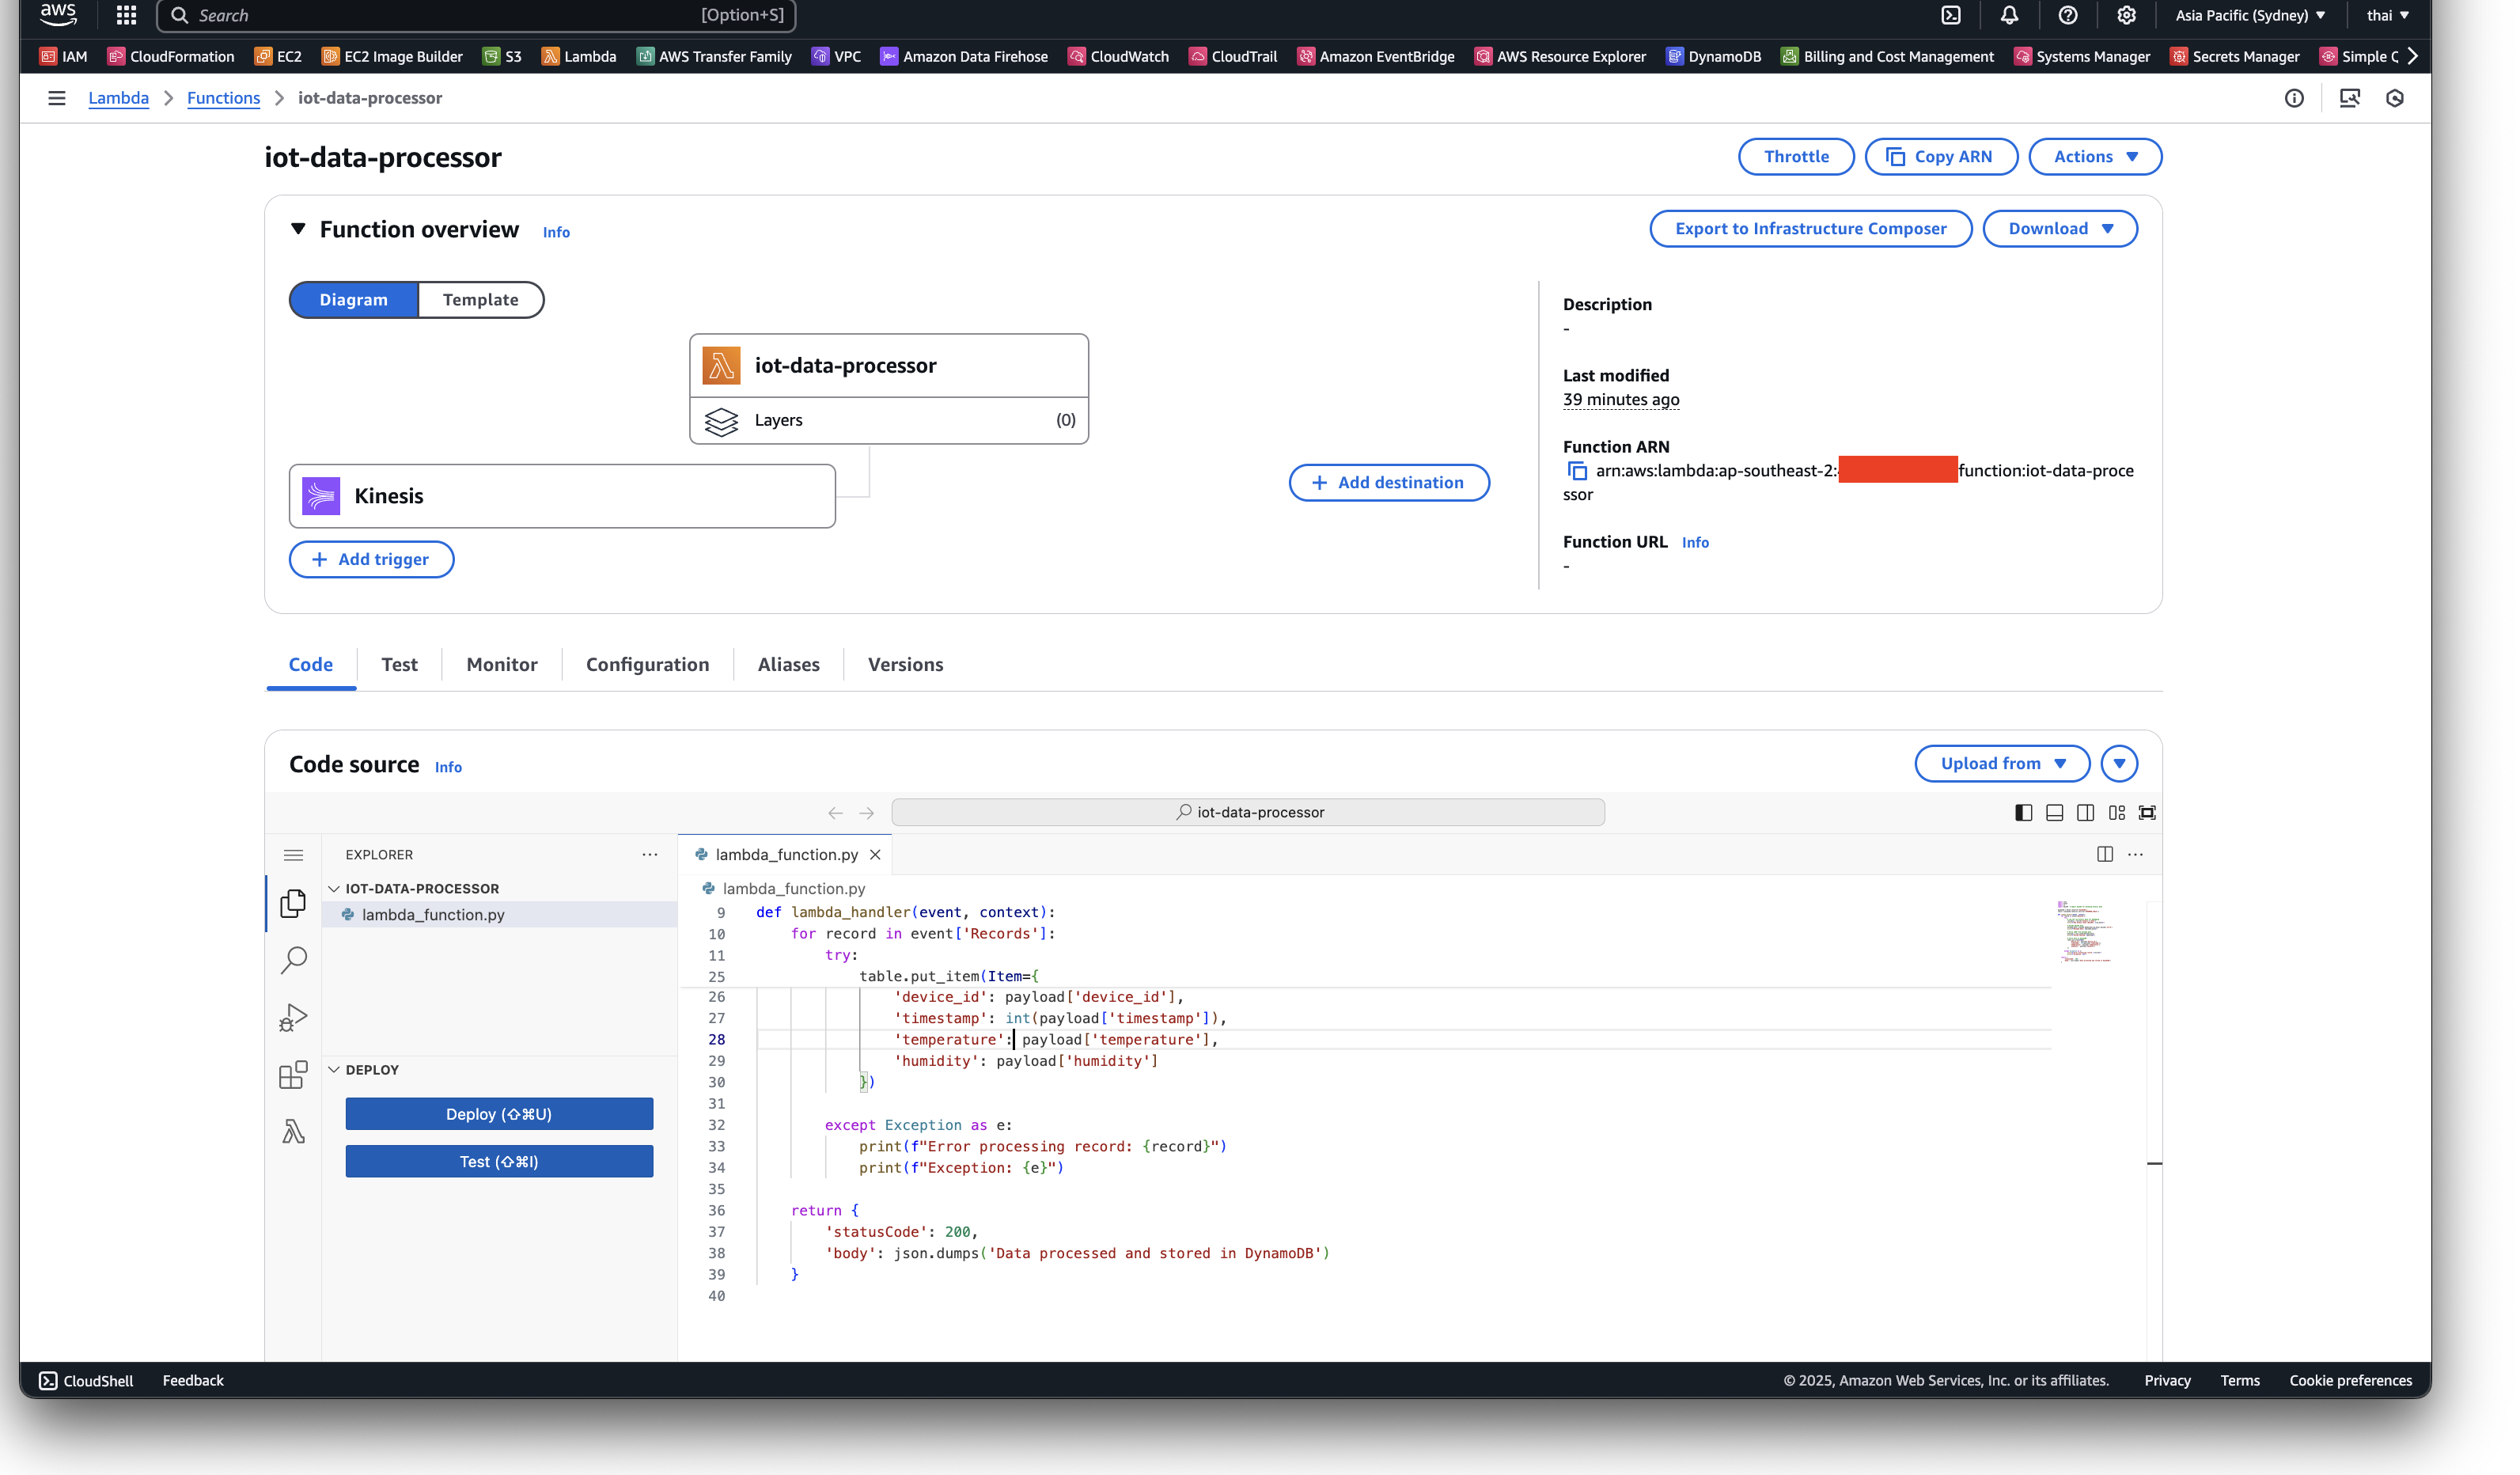 aws
Search [Option+S]
Asia Pacific (Sydney)
thai
IAM CloudFormation EC2 EC2 Image Builder S3 Lambda AWS Transfer Family VPC Amazon Data Firehose CloudWatch CloudTrail Amazon EventBridge AWS Resource Explorer DynamoDB Billing and Cost Management Systems Manager Secrets Manager Simple
Lambda > Functions > iot-data-processor
iot-data-processor
Throttle Copy ARN Actions
Function overview Info
Export to Infrastructure Composer Download
Diagram Template
iot-data-processor
Layers (0)
Kinesis
+ Add trigger
+ Add destination
Description
-
Last modified
39 minutes ago
Function ARN
arn:aws:lambda:ap-southeast-2: function:iot-data-proce
ssor
Function URL Info
-
Code Test Monitor Configuration Aliases Versions
Code source Info
Upload from
iot-data-processor
EXPLORER
IOT-DATA-PROCESSOR
lambda_function.py
DEPLOY
Deploy (⇧⌘U)
Test (⇧⌘I)
lambda_function.py
lambda_function.py
9 def lambda_handler(event, context):
10 for record in event['Records']:
11 try:
25 table.put_item(Item={
26 'device_id': payload['device_id'],
27 'timestamp': int(payload['timestamp']),
28 'temperature': payload['temperature'],
29 'humidity': payload['humidity']
30 })
31
32 except Exception as e:
33 print(f"Error processing record: {record}")
34 print(f"Exception: {e}")
35
36 return {
37 'statusCode': 200,
38 'body': json.dumps('Data processed and stored in DynamoDB')
39 }
40
CloudShell Feedback
© 2025, Amazon Web Services, Inc. or its affiliates. Privacy Terms Cookie preferences